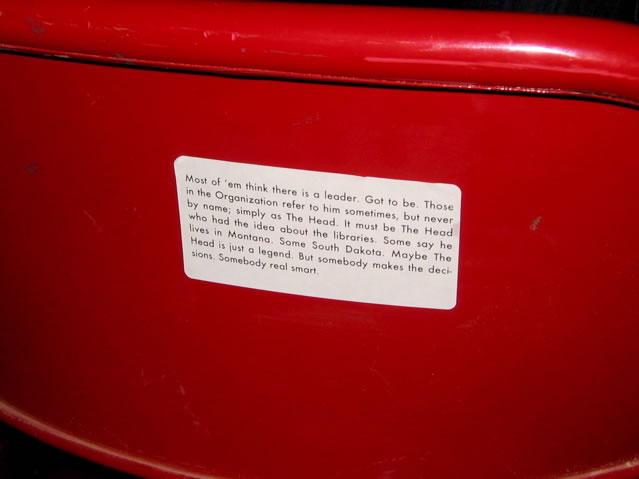 Most of 'em think there is a leader. Got to be. Those
in the Organization refer to him sometimes, but never
by name; simply as The Head. It must be The Head
who had the idea about the libraries. Some say he
lives in Montana. Some South Dakota. Maybe The
Head is just a legend. But somebody makes the deci-
sions. Somebody real smart.